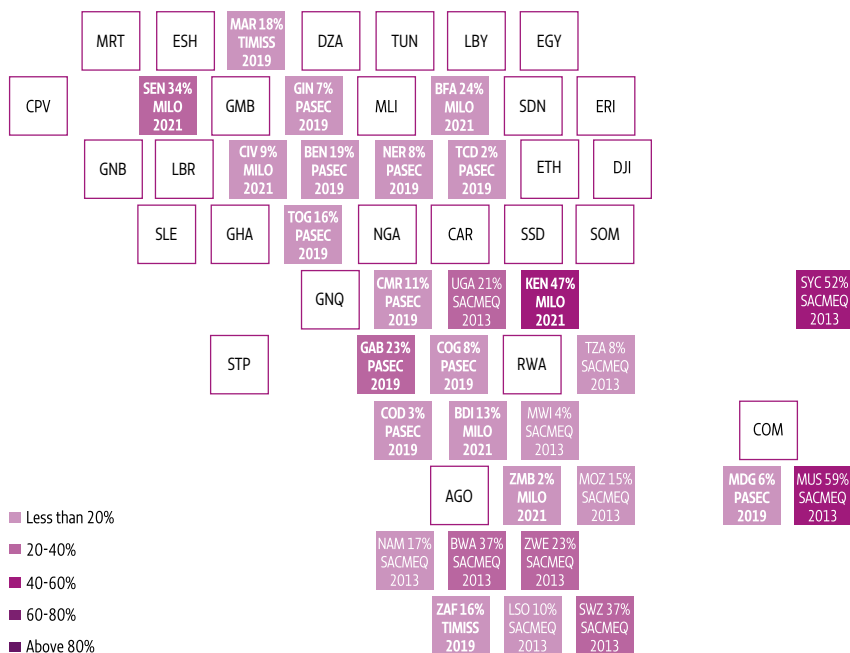 MRT
ESH
MAR 18%
TIMISS
2019
DZA
TUN
LBY
EGY
CPV
SEN 34%
MILO
2021
GMB
GIN 7%
PASEC
2019
MLI
BFA 24%
MILO
2021
SDN
ERI
GNB
LBR
CIV 9%
MILO
2021
BEN 19%
PASEC
2019
NER 8%
PASEC
2019
TCD 2%
PASEC
2019
ETH
DJI
SLE
GHA
TOG 16%
PASEC
2019
NGA
CAR
SSD
SOM
GNQ
CMR 11%
PASEC
2019
UGA 21%
SACMEQ
2013
KEN 47%
MILO
2021
SYC 52%
SACMEQ
2013
STP
GAB 23%
PASEC
2019
COG 8%
PASEC
2019
RWA
TZA 8%
SACMEQ
2013
COD 3%
PASEC
2019
BDI 13%
MILO
2021
MWI 4%
SACMEQ
2013
COM
AGO
ZMB 2%
MILO
2021
MOZ 15%
SACMEQ
2013
MDG 6%
PASEC
2019
MUS 59%
SACMEQ
2013
NAM 17%
SACMEQ
2013
BWA 37%
SACMEQ
2013
ZWE 23%
SACMEQ
2013
ZAF 16%
TIMISS
2019
LSO 10%
SACMEQ
2013
SWZ 37%
SACMEQ
2013
Less than 20%
20-40%
40-60%
60-80%
Above 80%